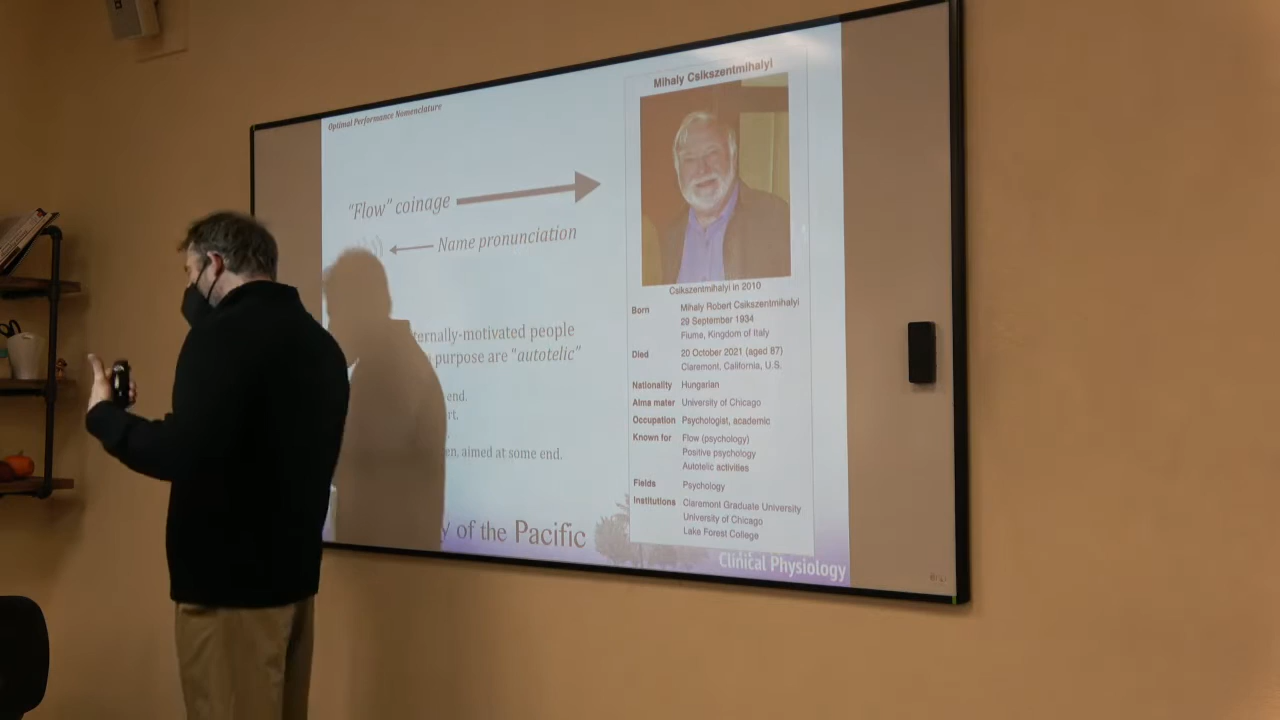 Optimal Performance Nomenclature
"Flow" coinage
Name pronunciation
ternally-motivated people
purpose are "autotelic"
end.
rt.
en, aimed at some end.
y of the Pacific
Mihaly Csikszentmihalyi
Csikszentmihalyi in 2010
Born Mihaly Robert Csikszentmihalyi
29 September 1934
Fiume, Kingdom of Italy
Died 20 October 2021 (aged 87)
Claremont, California, U.S.
Nationality Hungarian
Alma mater University of Chicago
Occupation Psychologist, academic
Known for Flow (psychology)
Positive psychology
Autotelic activities
Fields Psychology
Institutions Claremont Graduate University
University of Chicago
Lake Forest College
Clinical Physiology